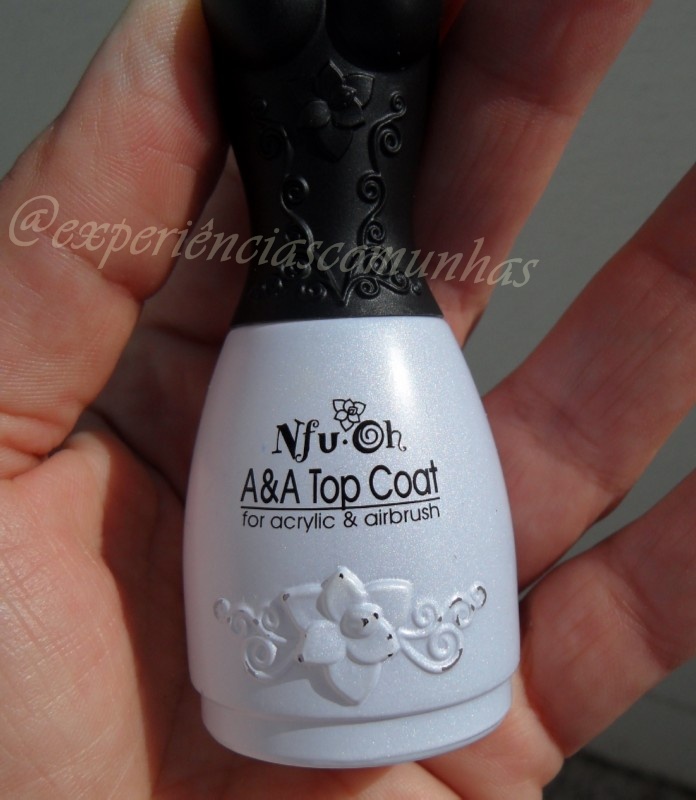 @experiênciascamunhas
Nfu·Oh
A&A Top Coat
for acrylic & airbrush